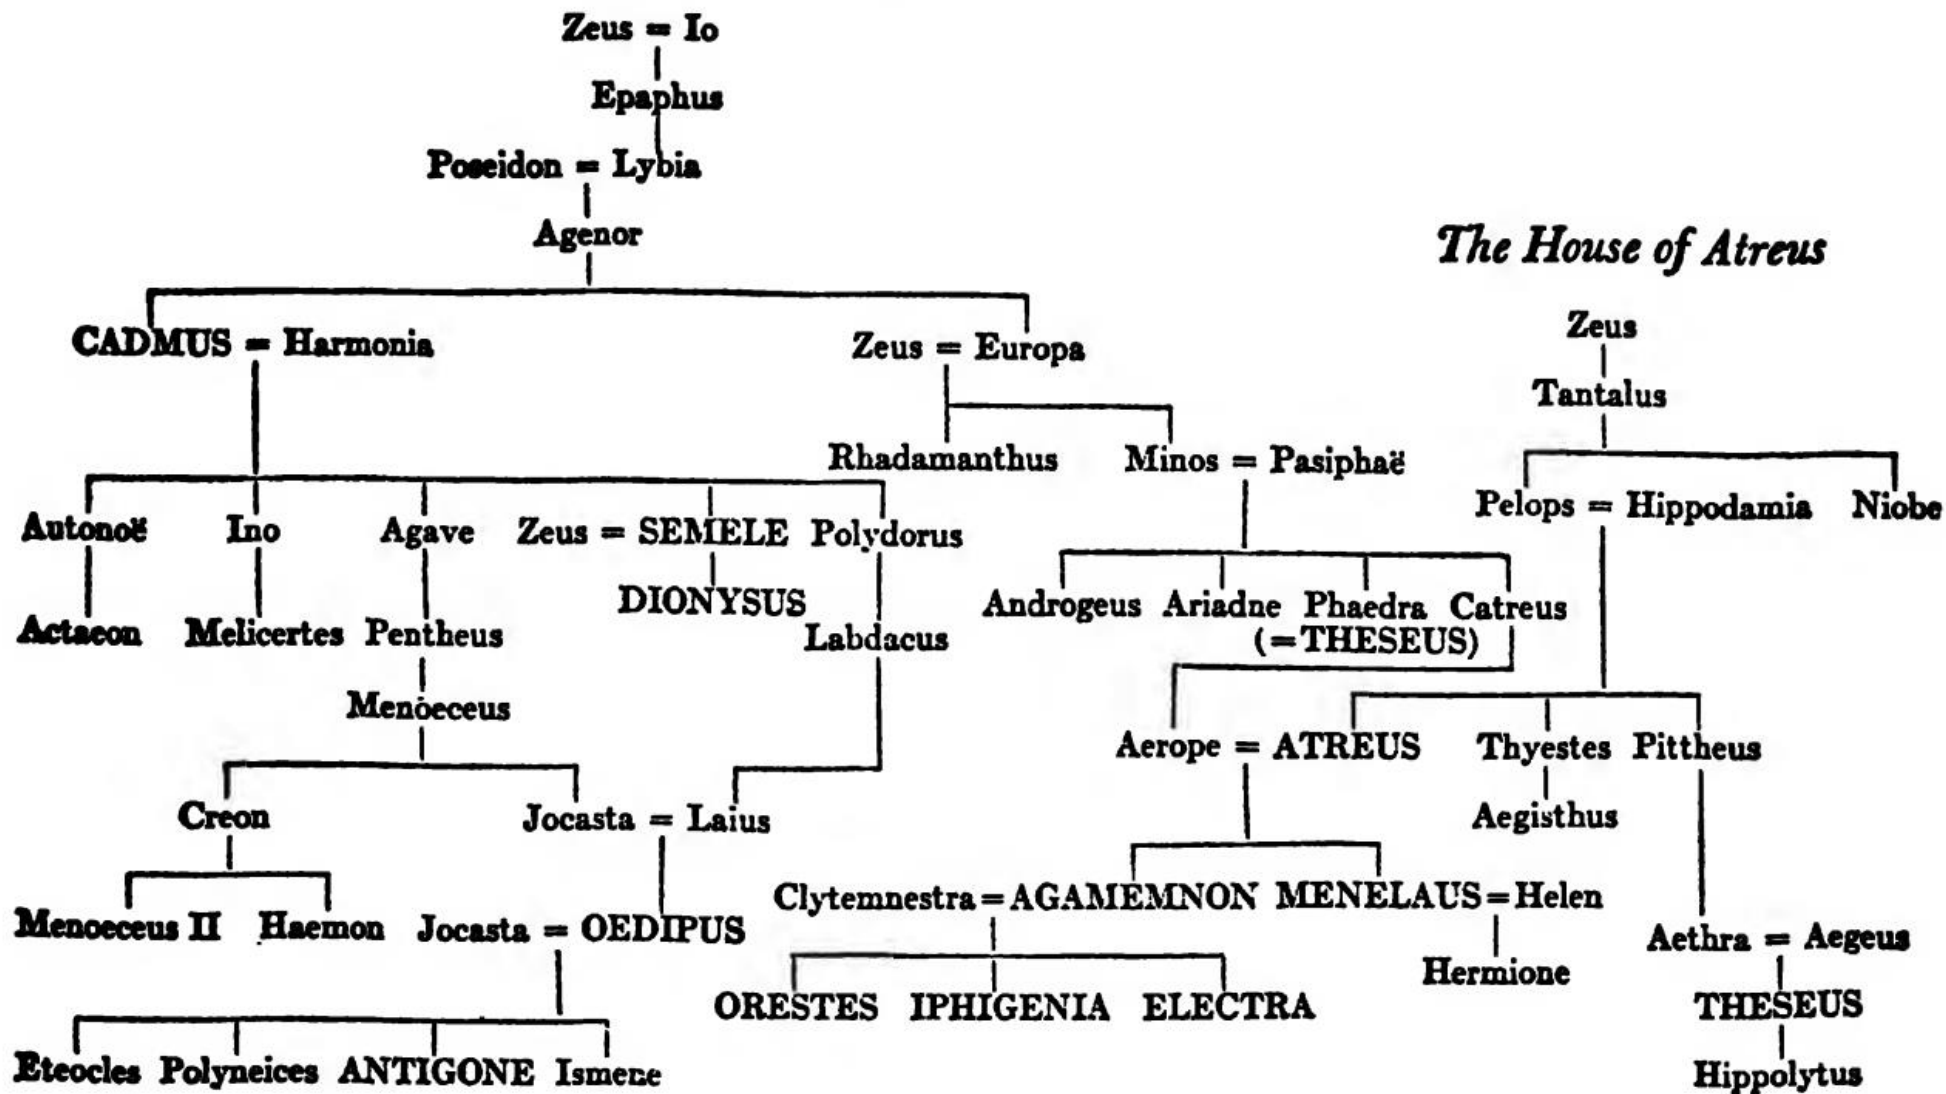 Zeus = Io
Epaphus
Poseidon = Lybia
Agenor
The House of Atreus
Zeus
CADMUS = Harmonia
Zeus = Europa
Tantalus
Rhadamanthus
Minos = Pasiphaë
Pelops = Hippodamia
Niobe
Autonoë
Ino
Agave
Zeus = SEMELE
Polydorus
DIONYSUS
Androgeus
Ariadne
Phaedra
(=THESEUS)
Catreus
Actaeon
Melicertes
Pentheus
Labdacus
Menoeceus
Aerope = ATREUS
Thyestes
Pittheus
Creon
Jocasta = Laius
Aegisthus
Clytemnestra=AGAMEMNON
MENELAUS=Helen
Menoeceus II
Haemon
Jocasta = OEDIPUS
Aethra = Aegeus
Hermione
ORESTES
IPHIGENIA
ELECTRA
THESEUS
Eteocles
Polyneices
ANTIGONE
Ismene
Hippolytus